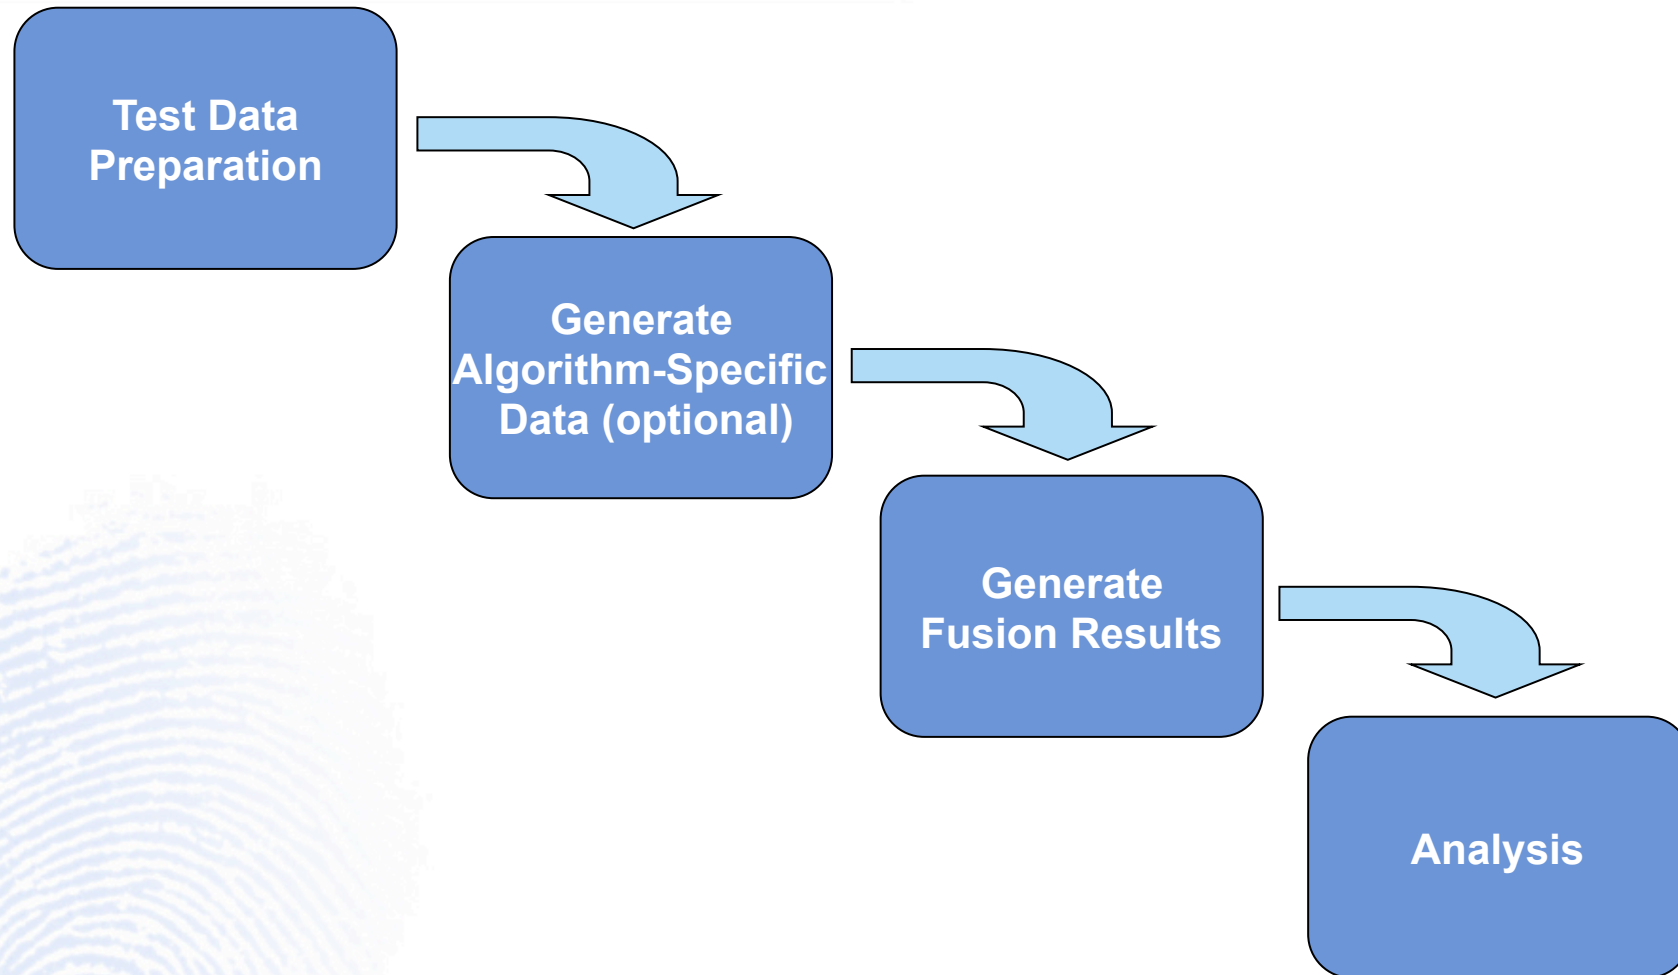 Test Data
Preparation
Generate
Algorithm-Specific
Data (optional)
Generate
Fusion Results
Analysis